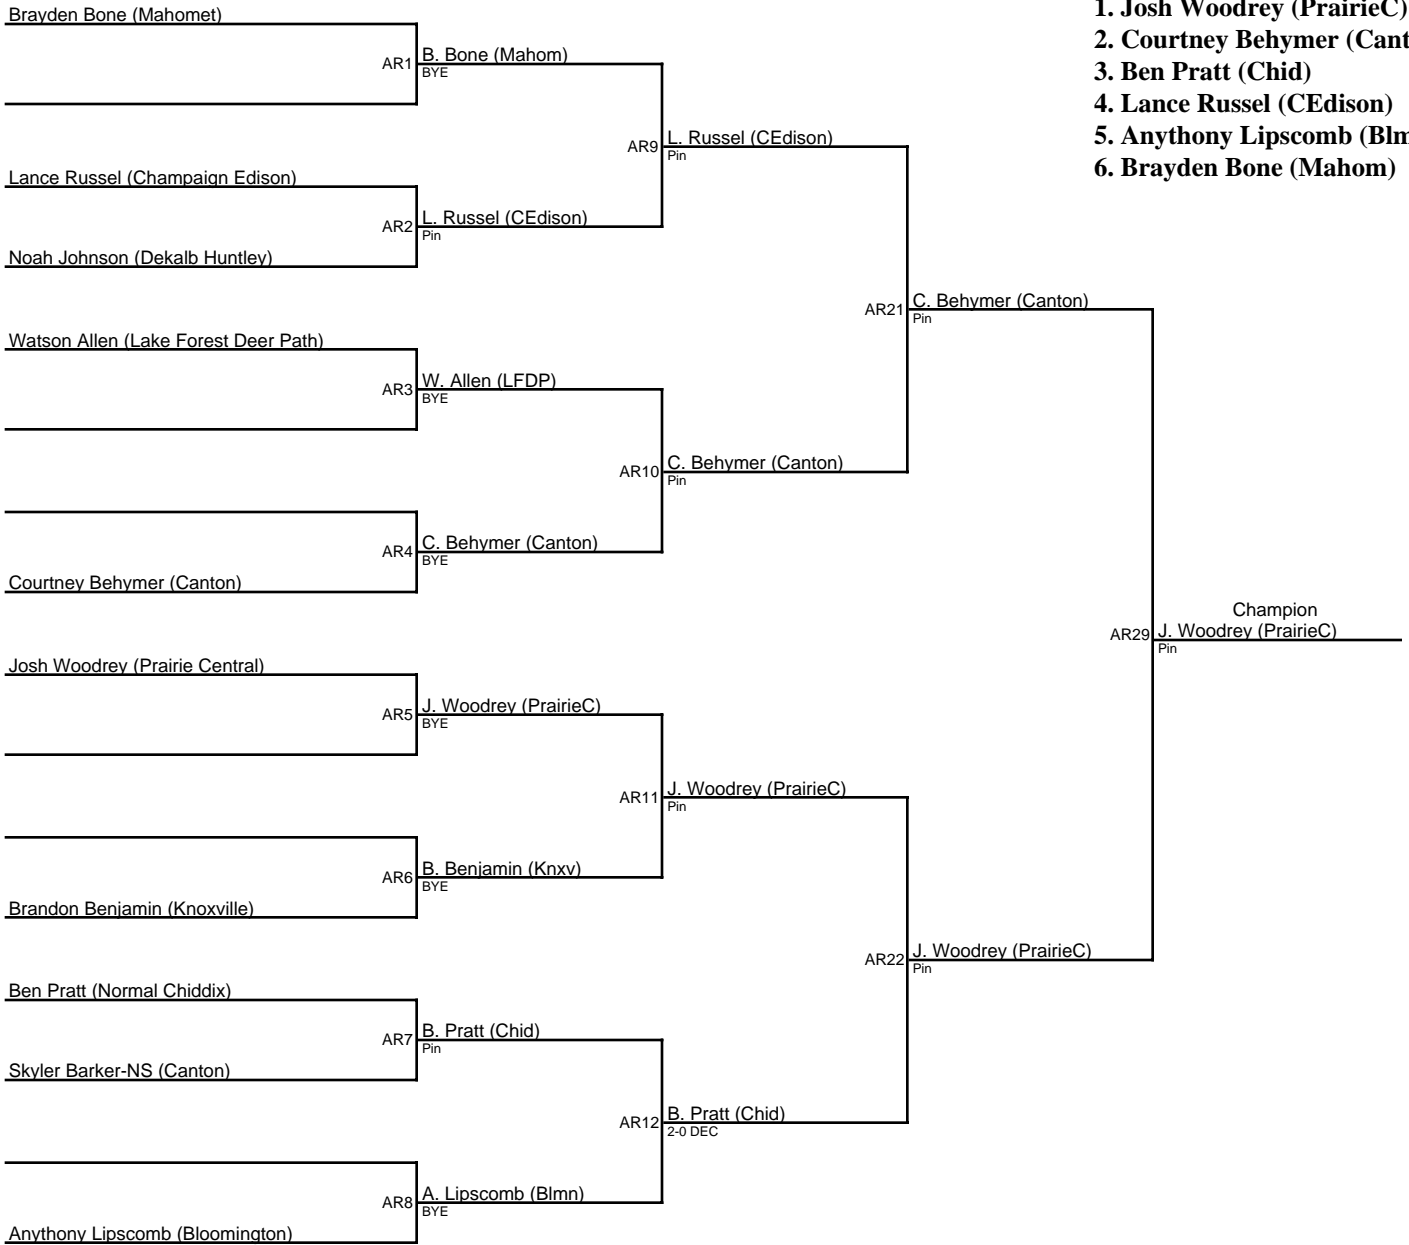 Brayden Bone (Mahomet)
AR1
B. Bone (Mahom)
BYE
AR9
L. Russel (CEdison)
Pin
Lance Russel (Champaign Edison)
AR2
L. Russel (CEdison)
Pin
Noah Johnson (Dekalb Huntley)
AR21
C. Behymer (Canton)
Pin
Watson Allen (Lake Forest Deer Path)
AR3
W. Allen (LFDP)
BYE
AR10
C. Behymer (Canton)
Pin
AR4
C. Behymer (Canton)
BYE
Courtney Behymer (Canton)
Champion
AR29
J. Woodrey (PrairieC)
Pin
Josh Woodrey (Prairie Central)
AR5
J. Woodrey (PrairieC)
BYE
AR11
J. Woodrey (PrairieC)
Pin
AR6
B. Benjamin (Knxv)
BYE
Brandon Benjamin (Knoxville)
AR22
J. Woodrey (PrairieC)
Pin
Ben Pratt (Normal Chiddix)
AR7
B. Pratt (Chid)
Pin
Skyler Barker-NS (Canton)
AR12
B. Pratt (Chid)
2-0 DEC
AR8
A. Lipscomb (Blmn)
BYE
Anythony Lipscomb (Bloomington)
1. Josh Woodrey (PrairieC)
2. Courtney Behymer (Cant
3. Ben Pratt (Chid)
4. Lance Russel (CEdison)
5. Anythony Lipscomb (Blm
6. Brayden Bone (Mahom)